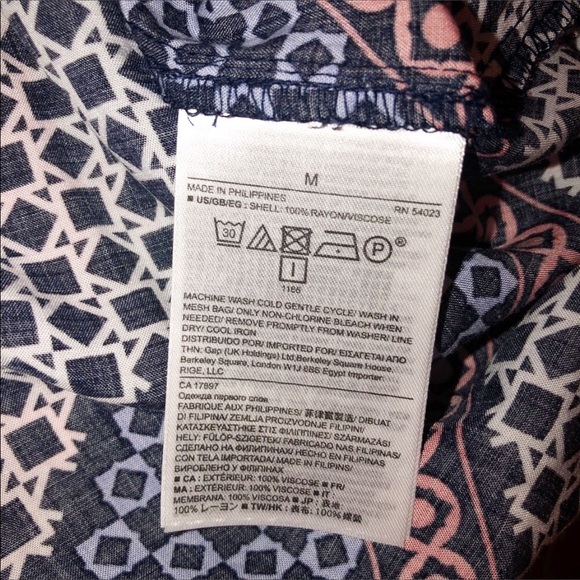 M
MADE IN PHILIPPINES RN 54023
■ US/GB/EG : SHELL: 100% RAYON/VISCOSE
30 P ®
I
1166
MACHINE WASH COLD GENTLE CYCLE/ WASH IN
MESH BAG/ ONLY NON-CHLORINE BLEACH WHEN
NEEDED/ REMOVE PROMPTLY FROM WASHER/ LINE
DRY/ COOL IRON
DISTRIBUIDO POR/ IMPORTED FOR/ ΕΙΣΑΓΕΤΑΙ ΑΠΟ
ΤΗΝ: Gap (UK Holdings) Ltd,Berkeley Square House,
Berkeley Square, London W1J 6BS Egypt Importer:
RIGE, LLC
CA 17897
Одежда первого слоя
FABRIQUE AUX PHILIPPINES/ 菲律賓製造/ DIBUAT
DI FILIPINA/ ZEMLJA PROIZVODNJE FILIPINI/
ΚΑΤΑΣΚΕΥΑΣΤΗΚΕ ΣΤΙΣ ΦΙΛΙΠΠΙΝΕΣ/ SZÁRMAZÁSI
HELY: FÜLÖP-SZIGETEK/ FABRICADO NAS FILIPINAS/
СДЕЛАНО НА ФИЛИППИНАХ/ HECHO EN FILIPINAS
CON TELA IMPORTADA/ MADE IN FILIPPINE/
ВИРОБЛЕНО У ФІЛІПІНАХ
■ CA : EXTÉRIEUR: 100% VISCOSE ■ FR/
MA : EXTÉRIEUR: 100% VISCOSE ■ IT :
MEMBRANA: 100% VISCOSA ■ JP : 表地:
100% レーヨン ■ TW/HK : 表布: 100% 嫘縈